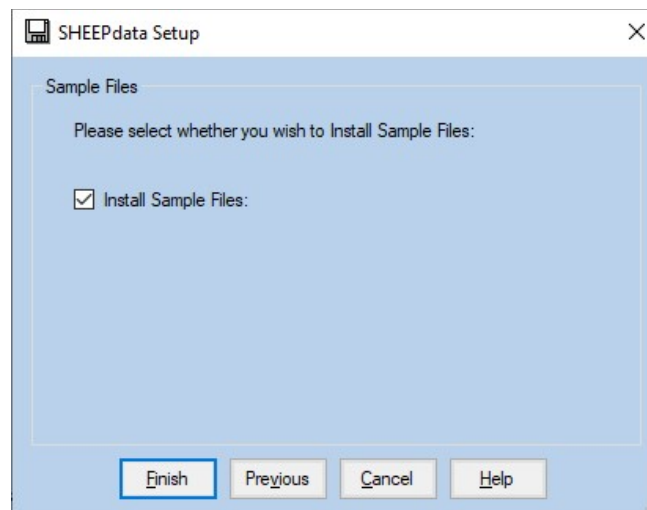 SHEEPdata Setup
Sample Files
Please select whether you wish to Install Sample Files:
Install Sample Files:
Finish Previous Cancel Help